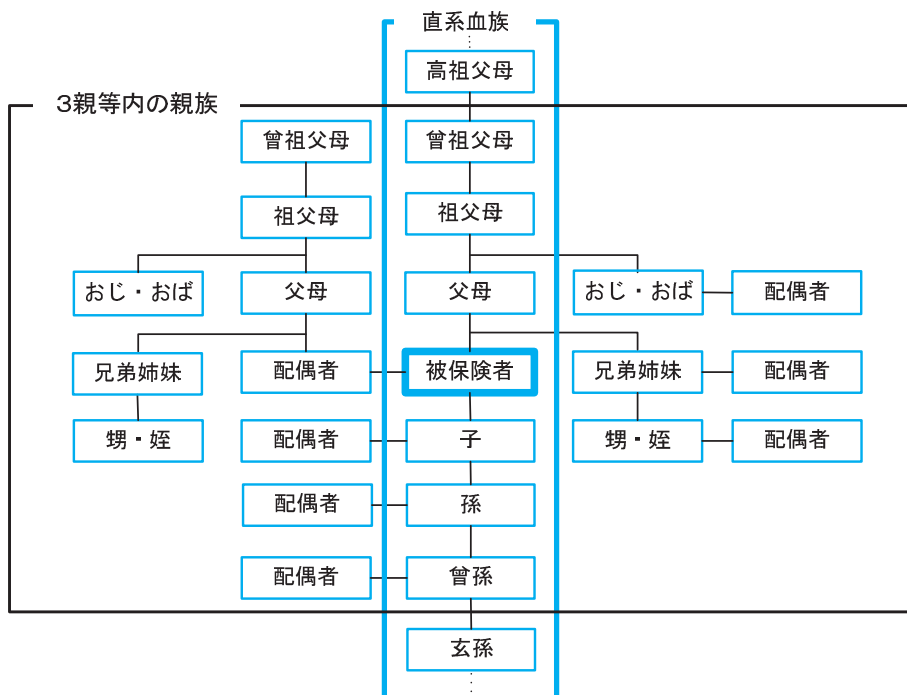 直系血族
高祖父母
3親等内の親族
曾祖父母
曾祖父母
祖父母
祖父母
おじ・おば
父母
父母
おじ・おば
配偶者
兄弟姉妹
配偶者
被保険者
兄弟姉妹
配偶者
甥・姪
配偶者
子
甥・姪
配偶者
配偶者
孫
配偶者
曾孫
玄孫